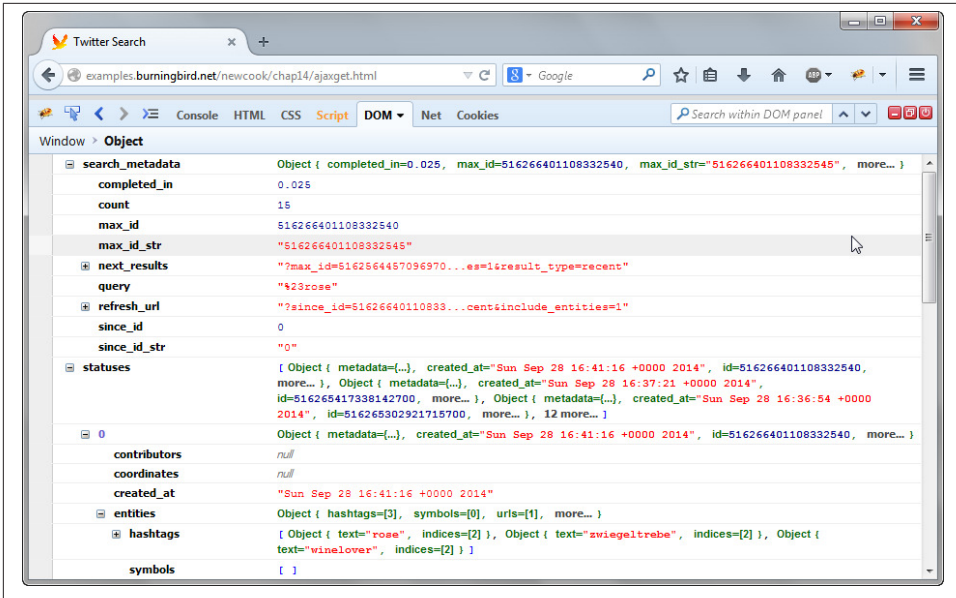 Twitter Search
examples.burningbird.net/newcook/chap14/ajaxget.html
8 Google
ABP
Console HTML CSS Script DOM Net Cookies
Search within DOM panel
Window > Object
search_metadata Object { completed_in=0.025, max_id=516266401108332540, max_id_str="516266401108332545", more... }
completed_in 0.025
count 15
max_id 516266401108332540
max_id_str "516266401108332545"
next_results "?max_id=5162564457096970...es=1&result_type=recent"
query "%23rose"
refresh_url "?since_id=51626640110833...cent&include_entities=1"
since_id 0
since_id_str "0"
statuses [ Object { metadata={...}, created_at="Sun Sep 28 16:41:16 +0000 2014", id=516266401108332540,
more... }, Object { metadata={...}, created_at="Sun Sep 28 16:37:21 +0000 2014",
id=516265417338142700, more... }, Object { metadata={...}, created_at="Sun Sep 28 16:36:54 +0000
2014", id=516265302921715700, more... }, 12 more... ]
0 Object { metadata={...}, created_at="Sun Sep 28 16:41:16 +0000 2014", id=516266401108332540, more... }
contributors null
coordinates null
created_at "Sun Sep 28 16:41:16 +0000 2014"
entities Object { hashtags=[3], symbols=[0], urls=[1], more... }
hashtags [ Object { text="rose", indices=[2] }, Object { text="zwiegeltrebe", indices=[2] }, Object {
text="winelover", indices=[2] } ]
symbols [ ]